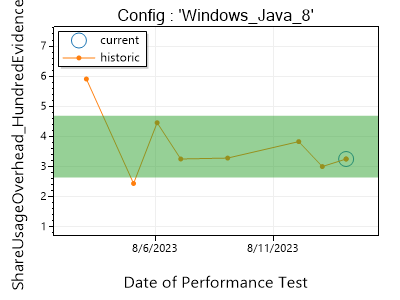 Config : 'Windows_Java_8'
ShareUsageOverhead_HundredEvidence
current
historic
7
6
5
4
3
2
1
8/6/2023
8/11/2023
Date of Performance Test